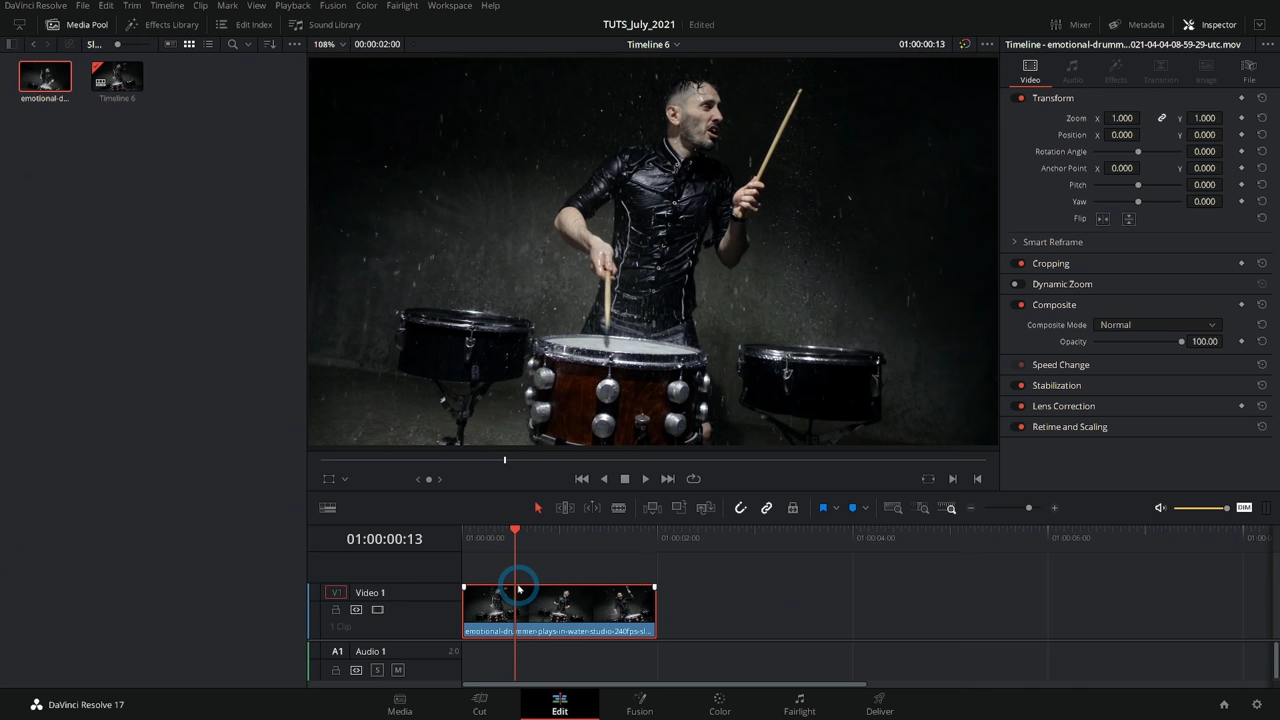 DaVinci Resolve File Edit Trim Timeline Clip Mark View Playback Fusion Color Fairlight Workspace Help
Media Pool Effects Library Edit Index Sound Library TUTS_July_2021 Edited Mixer Metadata Inspector
Sl... 108% 00:00:02:00 Timeline 6 01:00:00:13 Timeline - emotional-drumm...021-04-04-08-59-29-utc.mov
Video Audio Effects Transition Image File
emotional-d... Timeline 6
Transform
Zoom X 1.000 Y 1.000
Position X 0.000 Y 0.000
Rotation Angle 0.000
Anchor Point X 0.000 Y 0.000
Pitch 0.000
Yaw 0.000
Flip
Smart Reframe
Cropping
Dynamic Zoom
Composite
Composite Mode Normal
Opacity 100.00
Speed Change
Stabilization
Lens Correction
Retime and Scaling
DIM
01:00:00:13 01:00:00:00 01:00:02:00 01:00:04:00 01:00:06:00
V1 Video 1
1 Clip
emotional-drummer-plays-in-water-studio-240fps-sl...
A1 Audio 1 2.0
S M
DaVinci Resolve 17 Media Cut Edit Fusion Color Fairlight Deliver